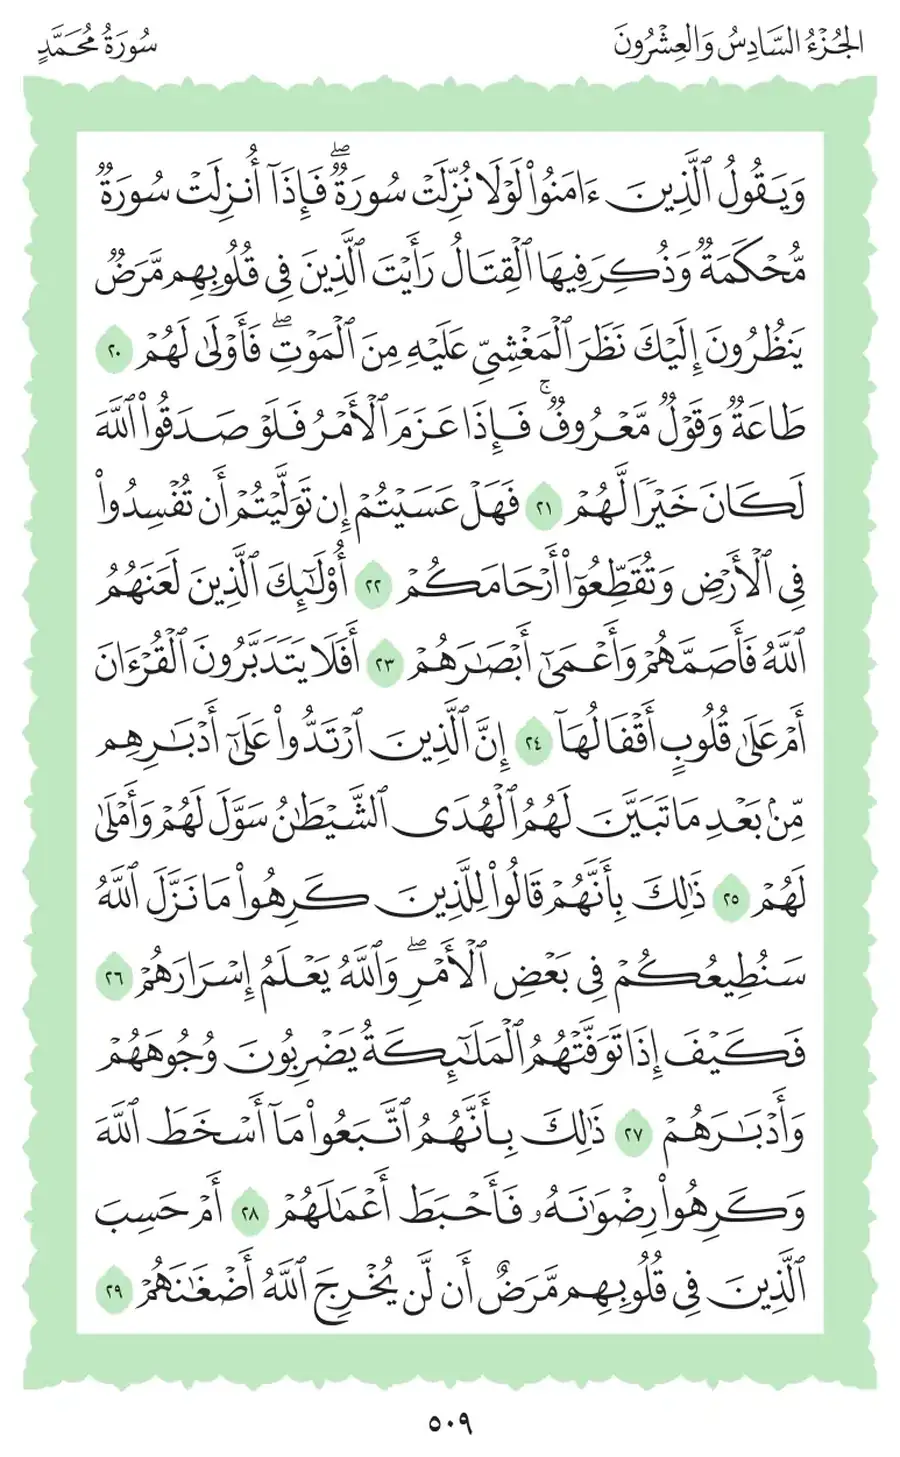 الجُزْءُ السَّادِسُ وَالعِشْرُونَ
سُورَةُ مُحَمَّدٍ
وَيَقُولُ ٱلَّذِينَ ءَامَنُوا۟ لَوْلَا نُزِّلَتْ سُورَةٌۖ فَإِذَآ أُنزِلَتْ سُورَةٌ
مُّحْكَمَةٌ وَذُكِرَ فِيهَا ٱلْقِتَالُ رَأَيْتَ ٱلَّذِينَ فِى قُلُوبِهِم مَّرَضٌ
يَنظُرُونَ إِلَيْكَ نَظَرَ ٱلْمَغْشِىِّ عَلَيْهِ مِنَ ٱلْمَوْتِۖ فَأَوْلَىٰ لَهُمْ ٢٠
طَاعَةٌ وَقَوْلٌ مَّعْرُوفٌۚ فَإِذَا عَزَمَ ٱلْأَمْرُ فَلَوْ صَدَقُوا۟ ٱللَّهَ
لَكَانَ خَيْرًا لَّهُمْ ٢١ فَهَلْ عَسَيْتُمْ إِن تَوَلَّيْتُمْ أَن تُفْسِدُوا۟
فِى ٱلْأَرْضِ وَتُقَطِّعُوٓا۟ أَرْحَامَكُمْ ٢٢ أُو۟لَـٰٓئِكَ ٱلَّذِينَ لَعَنَهُمُ
ٱللَّهُ فَأَصَمَّهُمْ وَأَعْمَىٰٓ أَبْصَـٰرَهُمْ ٢٣ أَفَلَا يَتَدَبَّرُونَ ٱلْقُرْءَانَ
أَمْ عَلَىٰ قُلُوبٍ أَقْفَالُهَآ ٢٤ إِنَّ ٱلَّذِينَ ٱرْتَدُّوا۟ عَلَىٰٓ أَدْبَـٰرِهِم
مِّنۢ بَعْدِ مَا تَبَيَّنَ لَهُمُ ٱلْهُدَى ٱلشَّيْطَـٰنُ سَوَّلَ لَهُمْ وَأَمْلَىٰ
لَهُمْ ٢٥ ذَٰلِكَ بِأَنَّهُمْ قَالُوا۟ لِلَّذِينَ كَرِهُوا۟ مَا نَزَّلَ ٱللَّهُ
سَنُطِيعُكُمْ فِى بَعْضِ ٱلْأَمْرِۖ وَٱللَّهُ يَعْلَمُ إِسْرَارَهُمْ ٢٦
فَكَيْفَ إِذَا تَوَفَّتْهُمُ ٱلْمَلَـٰٓئِكَةُ يَضْرِبُونَ وُجُوهَهُمْ
وَأَدْبَـٰرَهُمْ ٢٧ ذَٰلِكَ بِأَنَّهُمُ ٱتَّبَعُوا۟ مَآ أَسْخَطَ ٱللَّهَ
وَكَرِهُوا۟ رِضْوَٰنَهُۥ فَأَحْبَطَ أَعْمَـٰلَهُمْ ٢٨ أَمْ حَسِبَ
ٱلَّذِينَ فِى قُلُوبِهِم مَّرَضٌ أَن لَّن يُخْرِجَ ٱللَّهُ أَضْغَـٰنَهُمْ ٢٩
٥٠٩